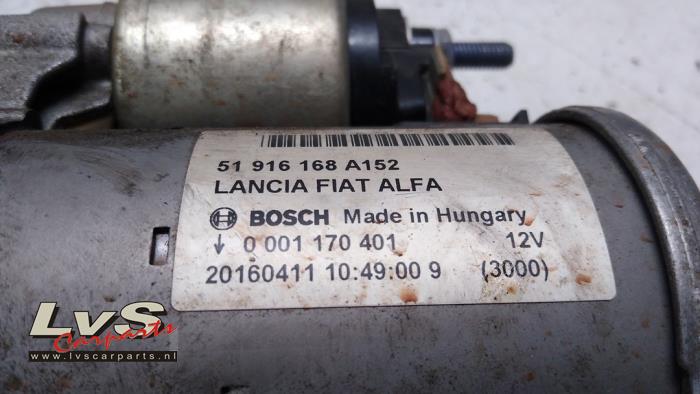 51 916 168 A152
LANCIA FIAT ALFA
BOSCH Made in Hungary
0 001 170 401 12V
20160411 10:49:00 9 (3000)
LvS
Carparts
www.lvscarparts.nl